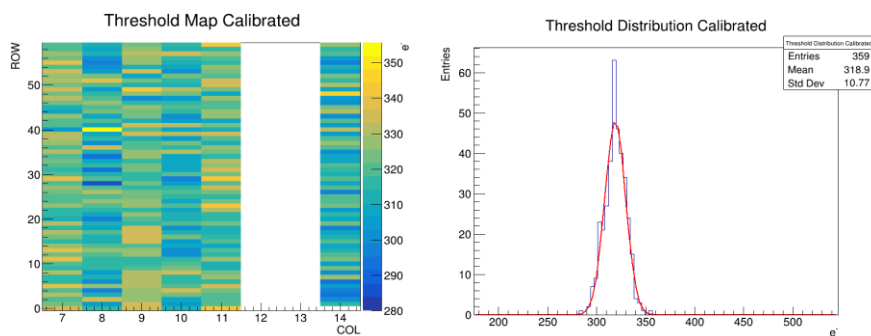 Threshold Map Calibrated
ROW
50
40
30
20
10
0
7 8 9 10 11 12 13 14
COL
e-
350
340
330
320
310
300
290
280
Threshold Distribution Calibrated
Threshold Distribution Calibrated
Entries 359
Mean 318.9
Std Dev 10.77
Entries
60
50
40
30
20
10
0
200 250 300 350 400 450 500
e-